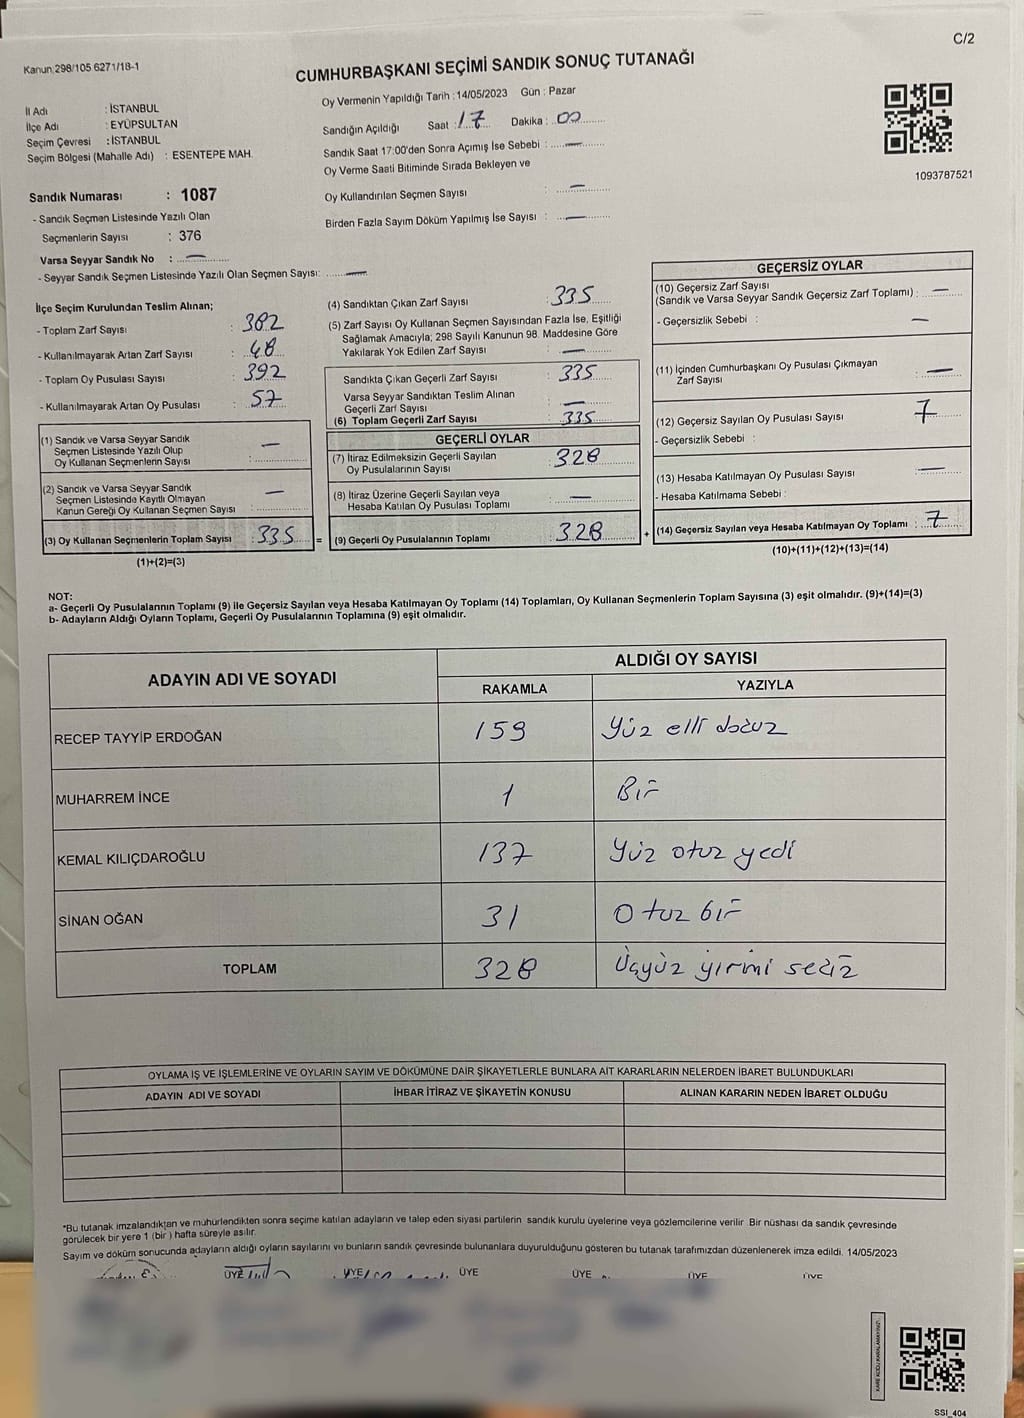 C/2
Kanun:298/105 6271/18-1
CUMHURBAŞKANI SEÇİMİ SANDIK SONUÇ TUTANAĞI
İl Adı : İSTANBUL
İlçe Adı : EYÜPSULTAN
Seçim Çevresi : İSTANBUL
Seçim Bölgesi (Mahalle Adı) : ESENTEPE MAH.
Sandık Numarası : 1087
- Sandık Seçmen Listesinde Yazılı Olan
Seçmenlerin Sayısı : 376
Varsa Seyyar Sandık No : —
- Seyyar Sandık Seçmen Listesinde Yazılı Olan Seçmen Sayısı: —
Oy Vermenin Yapıldığı Tarih : 14/05/2023 Gün : Pazar
Sandığın Açıldığı Saat : 17 Dakika : 00
Sandık Saat 17:00'den Sonra Açımış İse Sebebi : —
Oy Verme Saati Bitiminde Sırada Bekleyen ve
Oy Kullandırılan Seçmen Sayısı : —
Birden Fazla Sayım Döküm Yapılmış İse Sayısı : —
1093787521
İlçe Seçim Kurulundan Teslim Alınan;
- Toplam Zarf Sayısı : 382
- Kullanılmayarak Artan Zarf Sayısı : 48
- Toplam Oy Pusulası Sayısı : 392
- Kullanılmayarak Artan Oy Pusulası : 57
(1) Sandık ve Varsa Seyyar Sandık
Seçmen Listesinde Yazılı Olup
Oy Kullanan Seçmenlerin Sayısı : —
(2) Sandık ve Varsa Seyyar Sandık
Seçmen Listesinde Kayıtlı Olmayan
Kanun Gereği Oy Kullanan Seçmen Sayısı : —
(3) Oy Kullanan Seçmenlerin Toplam Sayısı : 335 =
(1)+(2)=(3)
(4) Sandıktan Çıkan Zarf Sayısı : 335
(5) Zarf Sayısı Oy Kullanan Seçmen Sayısından Fazla İse, Eşitliği
Sağlamak Amacıyla; 298 Sayılı Kanunun 98. Maddesine Göre
Yakılarak Yok Edilen Zarf Sayısı : —
Sandıkta Çıkan Geçerli Zarf Sayısı : 335
Varsa Seyyar Sandıktan Teslim Alınan
Geçerli Zarf Sayısı : —
(6) Toplam Geçerli Zarf Sayısı : 335
GEÇERLİ OYLAR
(7) İtiraz Edilmeksizin Geçerli Sayılan
Oy Pusulalarının Sayısı : 328
(8) İtiraz Üzerine Geçerli Sayılan veya
Hesaba Katılan Oy Pusulası Toplamı : —
(9) Geçerli Oy Pusulalarının Toplamı : 328 +
GEÇERSİZ OYLAR
(10) Geçersiz Zarf Sayısı
(Sandık ve Varsa Seyyar Sandık Geçersiz Zarf Toplamı) : —
- Geçersizlik Sebebi : —
(11) İçinden Cumhurbaşkanı Oy Pusulası Çıkmayan
Zarf Sayısı : —
(12) Geçersiz Sayılan Oy Pusulası Sayısı : 7
- Geçersizlik Sebebi :
(13) Hesaba Katılmayan Oy Pusulası Sayısı : —
- Hesaba Katılmama Sebebi :
(14) Geçersiz Sayılan veya Hesaba Katılmayan Oy Toplamı : 7
(10)+(11)+(12)+(13)=(14)
NOT:
a- Geçerli Oy Pusulalarının Toplamı (9) ile Geçersiz Sayılan veya Hesaba Katılmayan Oy Toplamı (14) Toplamları, Oy Kullanan Seçmenlerin Toplam Sayısına (3) eşit olmalıdır. (9)+(14)=(3)
b- Adayların Aldığı Oyların Toplamı, Geçerli Oy Pusulalarının Toplamına (9) eşit olmalıdır.
ADAYIN ADI VE SOYADI
ALDIĞI OY SAYISI
RAKAMLA YAZIYLA
RECEP TAYYİP ERDOĞAN 159 Yüz elli dokuz
MUHARREM İNCE 1 Bir
KEMAL KILIÇDAROĞLU 137 Yüz otuz yedi
SİNAN OĞAN 31 Otuz bir
TOPLAM 328 Üçyüz yirmi sekiz
OYLAMA İŞ VE İŞLEMLERİNE VE OYLARIN SAYIM VE DÖKÜMÜNE DAİR ŞİKAYETLERLE BUNLARA AİT KARARLARIN NELERDEN İBARET BULUNDUKLARI
ADAYIN ADI VE SOYADI İHBAR İTİRAZ VE ŞİKAYETİN KONUSU ALINAN KARARIN NEDEN İBARET OLDUĞU
*Bu tutanak imzalandıktan ve mühürlendikten sonra seçime katılan adayların ve talep eden siyasi partilerin sandık kurulu üyelerine veya gözlemcilerine verilir. Bir nüshası da sandık çevresinde
görülecek bir yere 1 (bir ) hafta süreyle asılır.
Sayım ve döküm sonucunda adayların aldığı oyların sayılarını ve bunların sandık çevresinde bulunanlara duyurulduğunu gösteren bu tutanak tarafımızdan düzenlenerek imza edildi. 14/05/2023
ÜYE ÜYE ÜYE ÜYE ÜYE ÜYE
SSİ_404